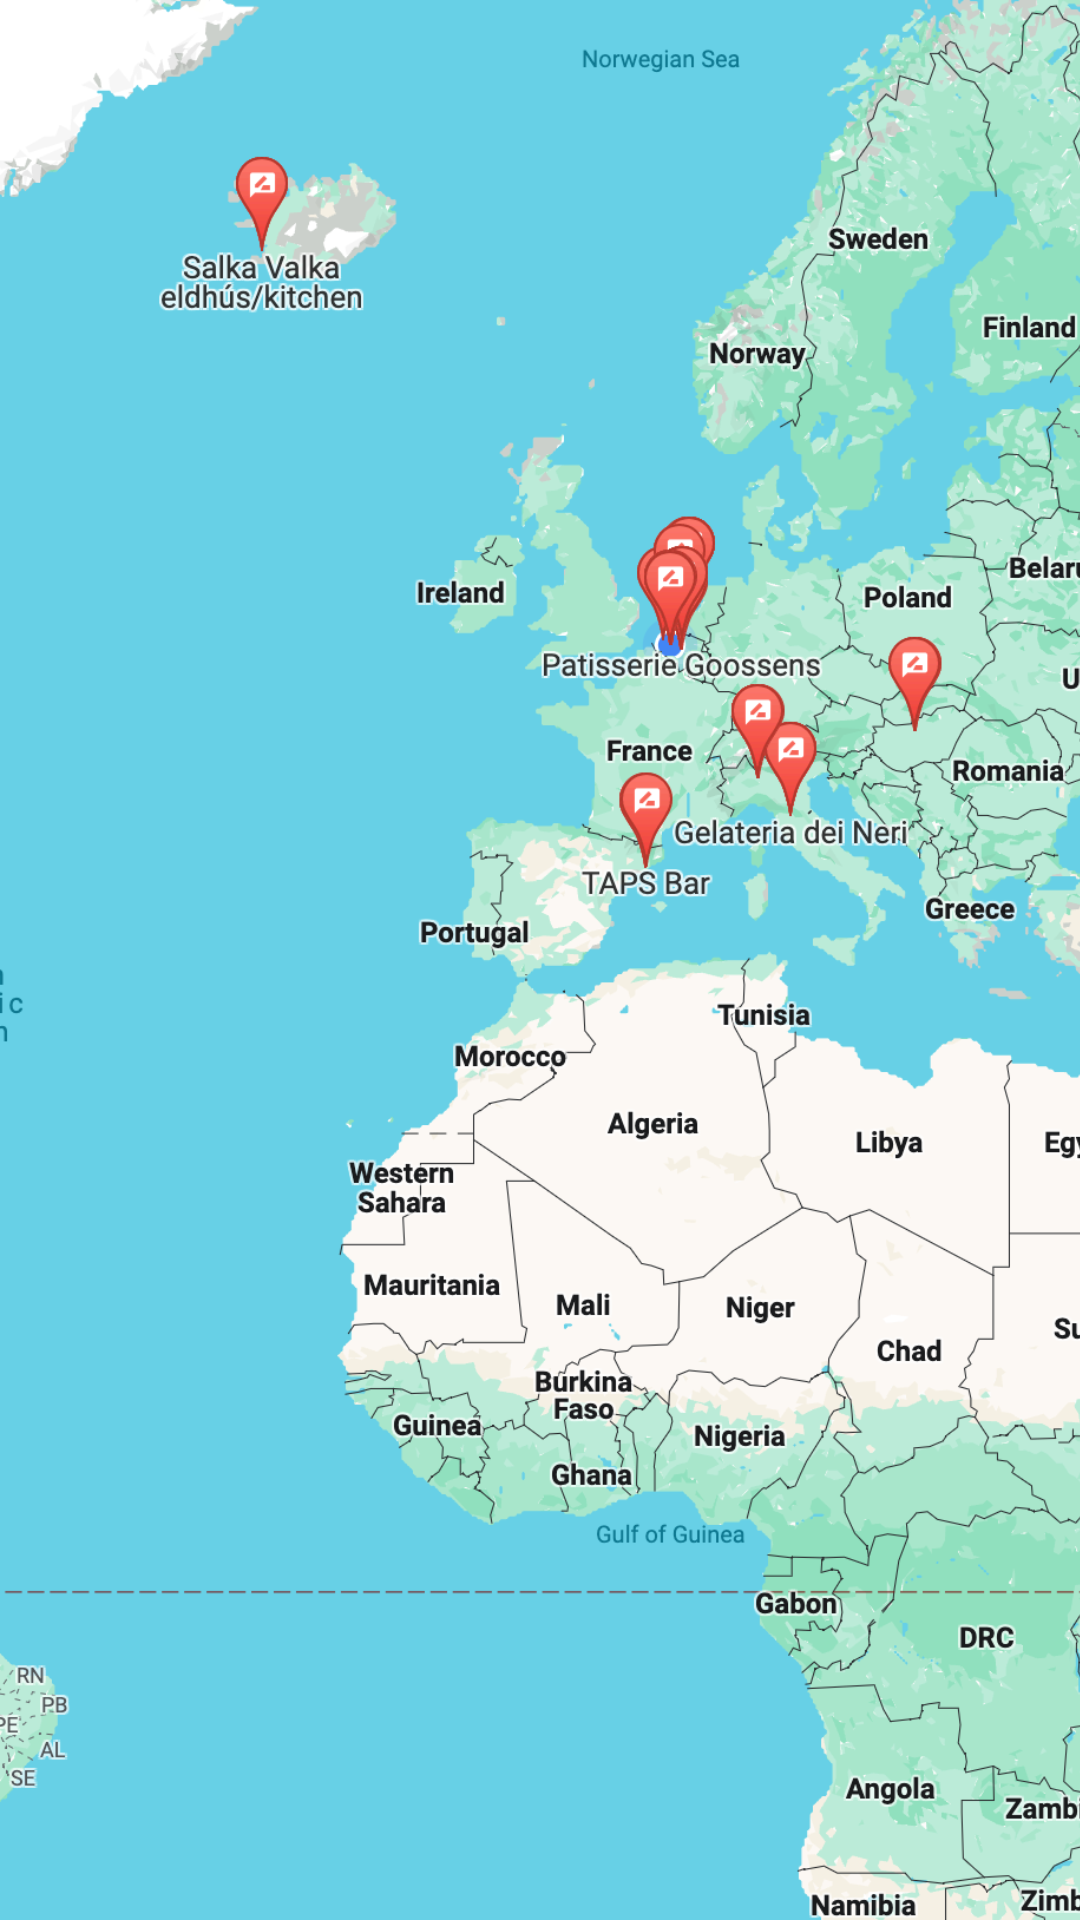 Norwegian Sea
Salka Valka
eldhús/kitchen
Sweden
Finland
Norway
Ireland
Poland
Belaru
Patisserie Goossens
U
France
Romania
Gelateria dei Neri
TAPS Bar
Greece
Portugal
n
ic
n
Tunisia
Morocco
Algeria
Libya
Egy
Western
Sahara
Mauritania
Mali
Niger
Chad
Su
Burkina
Faso
Guinea
Nigeria
Ghana
Gulf of Guinea
Gabon
DRC
RN
PB
PE
AL
SE
Angola
Zambi
Namibia
Zimb